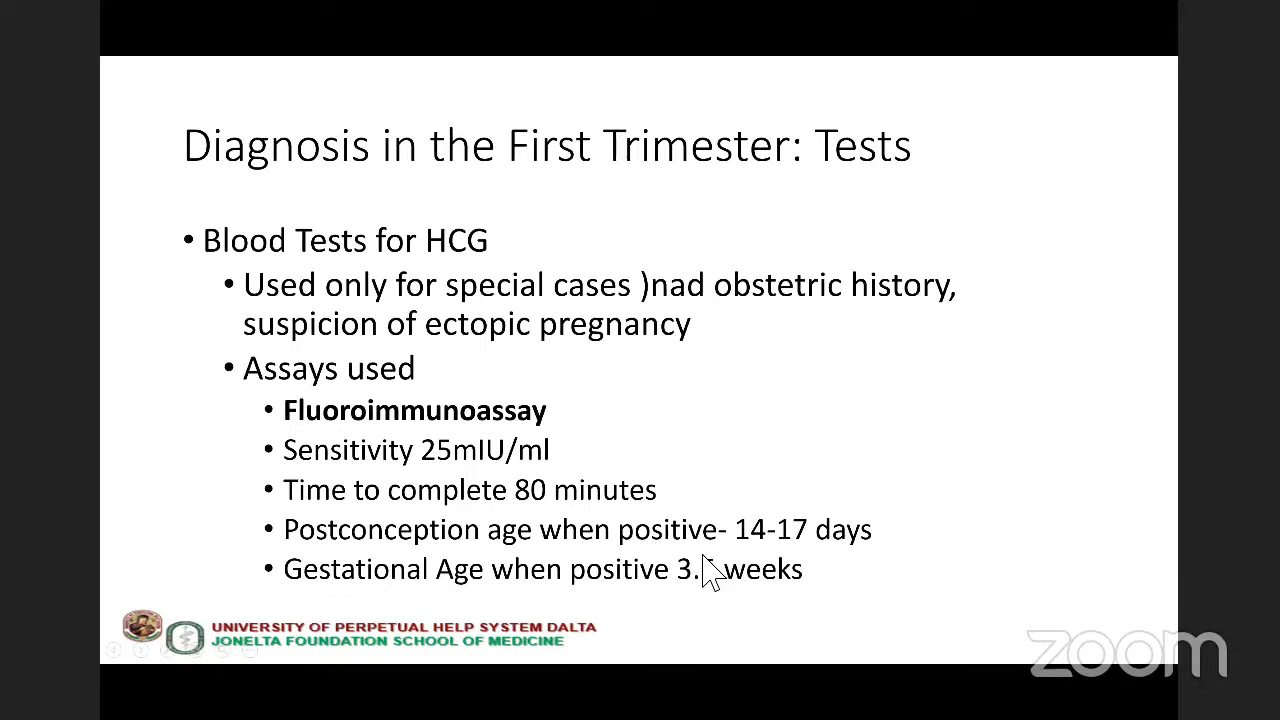 Diagnosis in the First Trimester: Tests
• Blood Tests for HCG
• Used only for special cases )nad obstetric history,
suspicion of ectopic pregnancy
• Assays used
• Fluoroimmunoassay
• Sensitivity 25mIU/ml
• Time to complete 80 minutes
• Postconception age when positive- 14-17 days
• Gestational Age when positive weeks
UNIVERSITY OF PERPETUAL HELP SYSTEM DALTA
JONELTA FOUNDATION SCHOOL OF MEDICINE
zoom